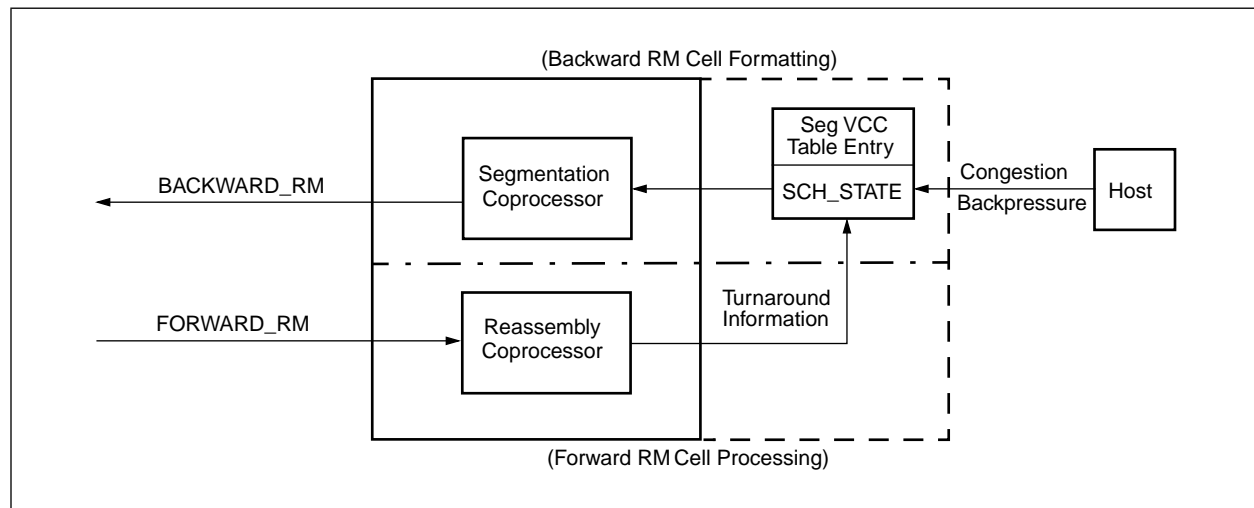 (Backward RM Cell Formatting)
Seg VCC
Table Entry
SCH_STATE
Segmentation
Coprocessor
BACKWARD_RM
Congestion
Backpressure
Host
FORWARD_RM
Reassembly
Coprocessor
Turnaround
Information
(Forward RM Cell Processing)